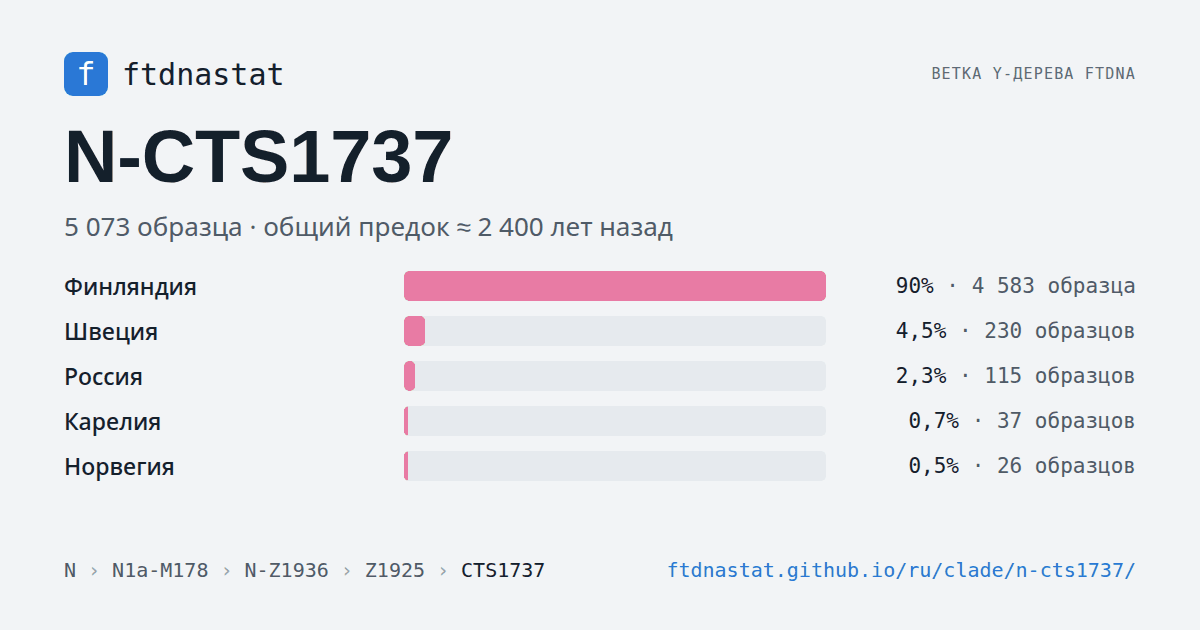 f ftdnastat
ВЕТКА Y-ДЕРЕВА FTDNA
N-CTS1737
5 073 образца · общий предок ≈ 2 400 лет назад
Финляндия 90% · 4 583 образца
Швеция 4,5% · 230 образцов
Россия 2,3% · 115 образцов
Карелия 0,7% · 37 образцов
Норвегия 0,5% · 26 образцов
N › N1a-M178 › N-Z1936 › Z1925 › CTS1737
ftdnastat.github.io/ru/clade/n-cts1737/